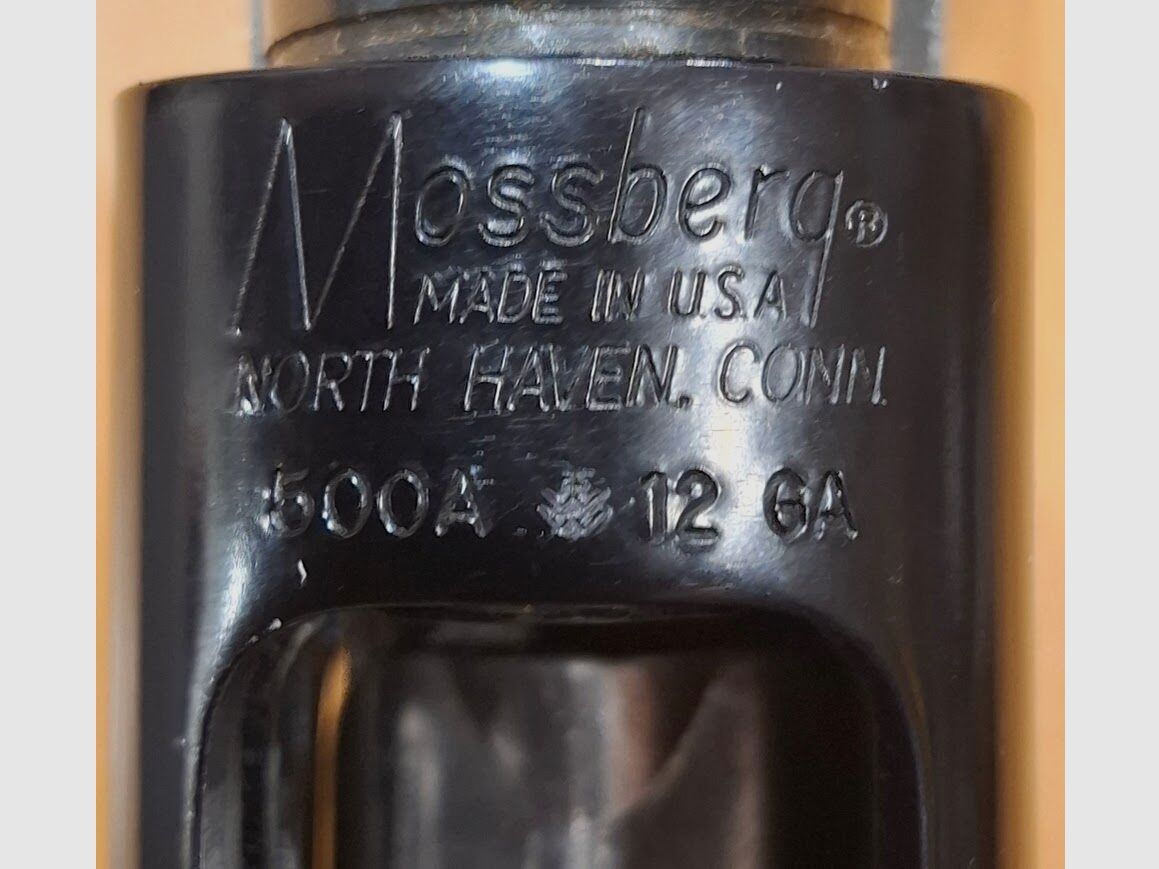 Mossberg®
MADE IN U.S.A
NORTH HAVEN, CONN.
500A 12 GA